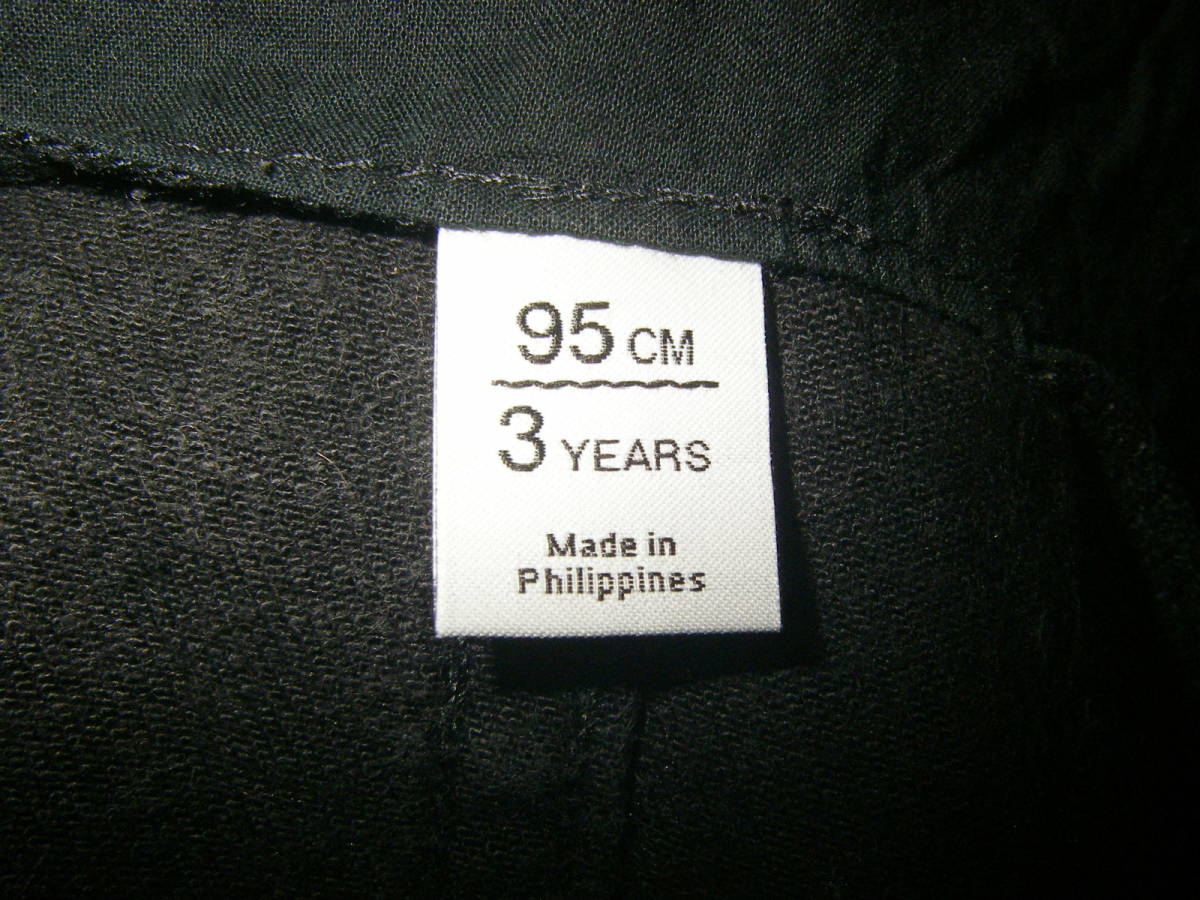 95 CM
3 YEARS
Made in
Philippines